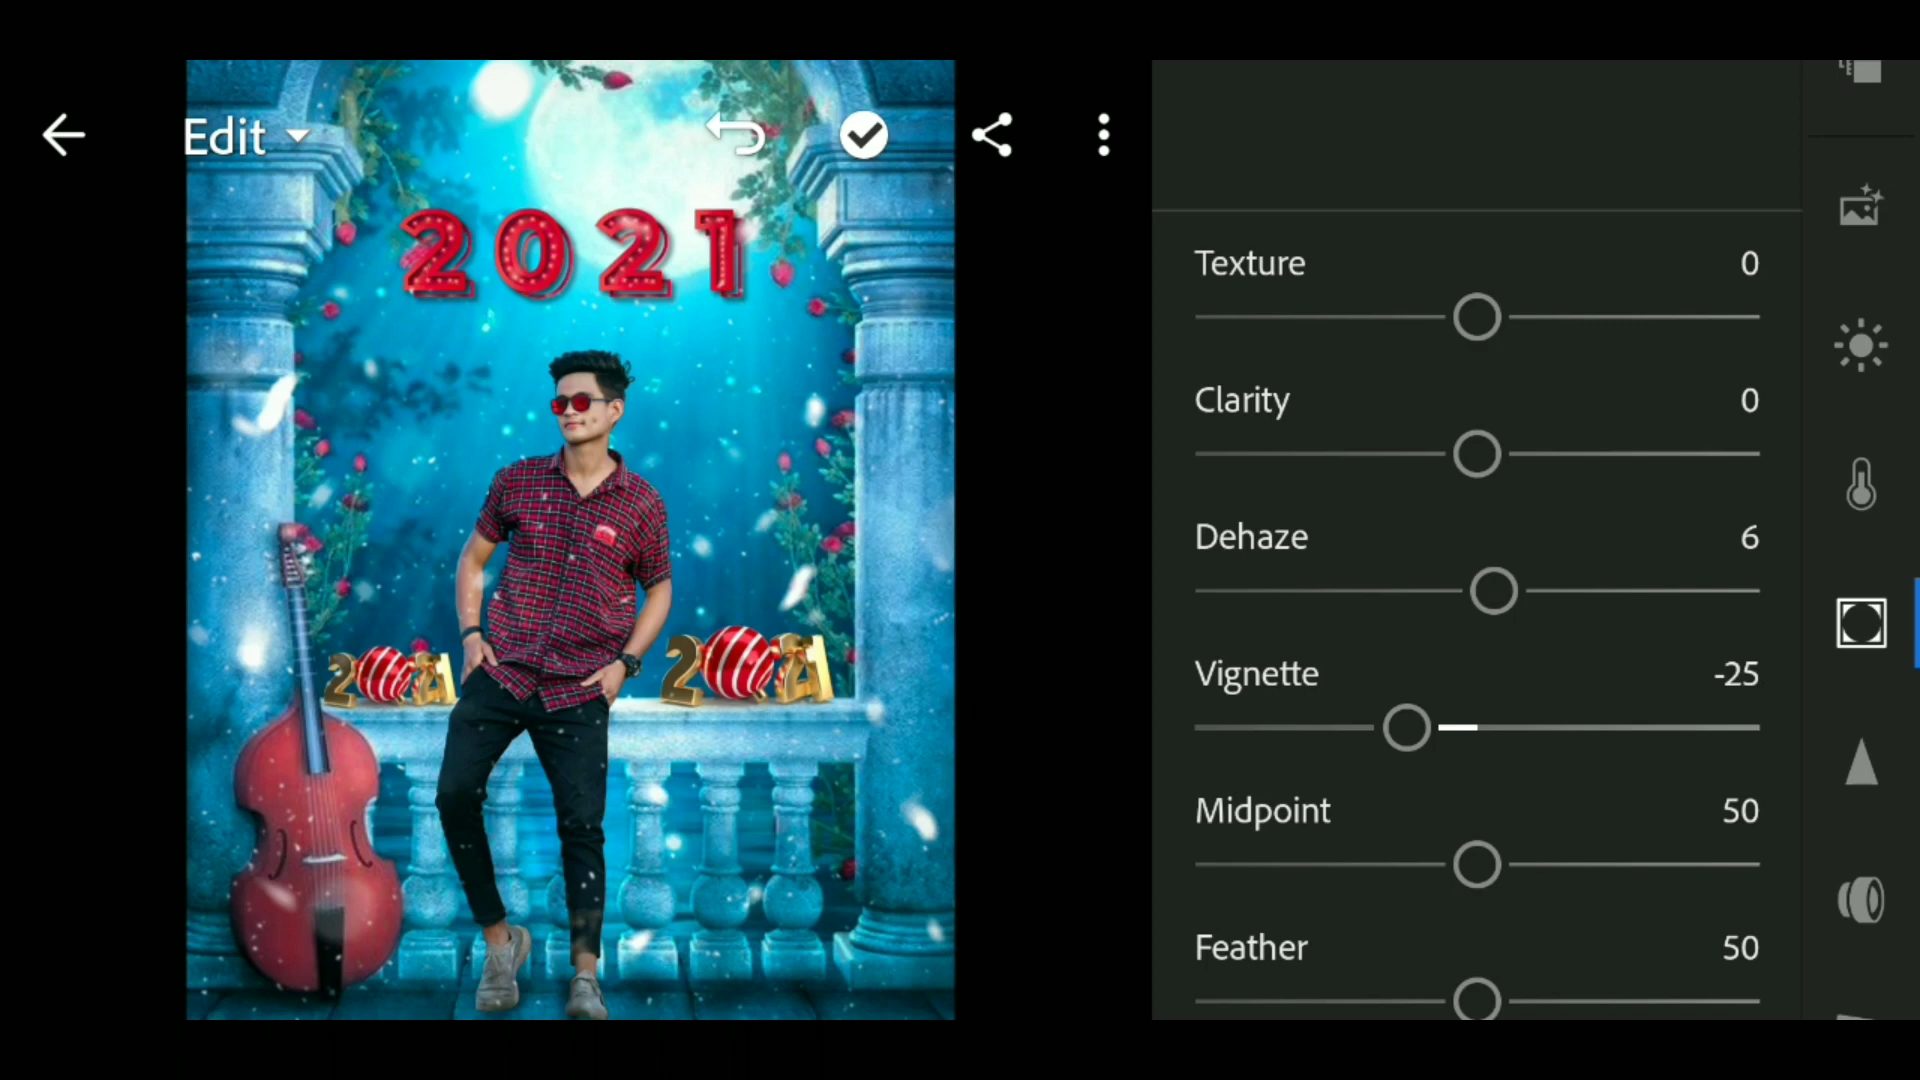 Edit
2021
2021
2021
Texture 0
Clarity 0
Dehaze 6
Vignette -25
Midpoint 50
Feather 50